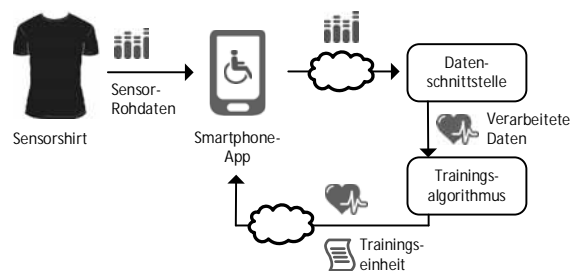 Sensorshirt
Sensor-
Rohdaten
Smartphone-
App
Daten-
schnittstelle
Verarbeitete
Daten
Trainings-
algorithmus
Trainings-
einheit